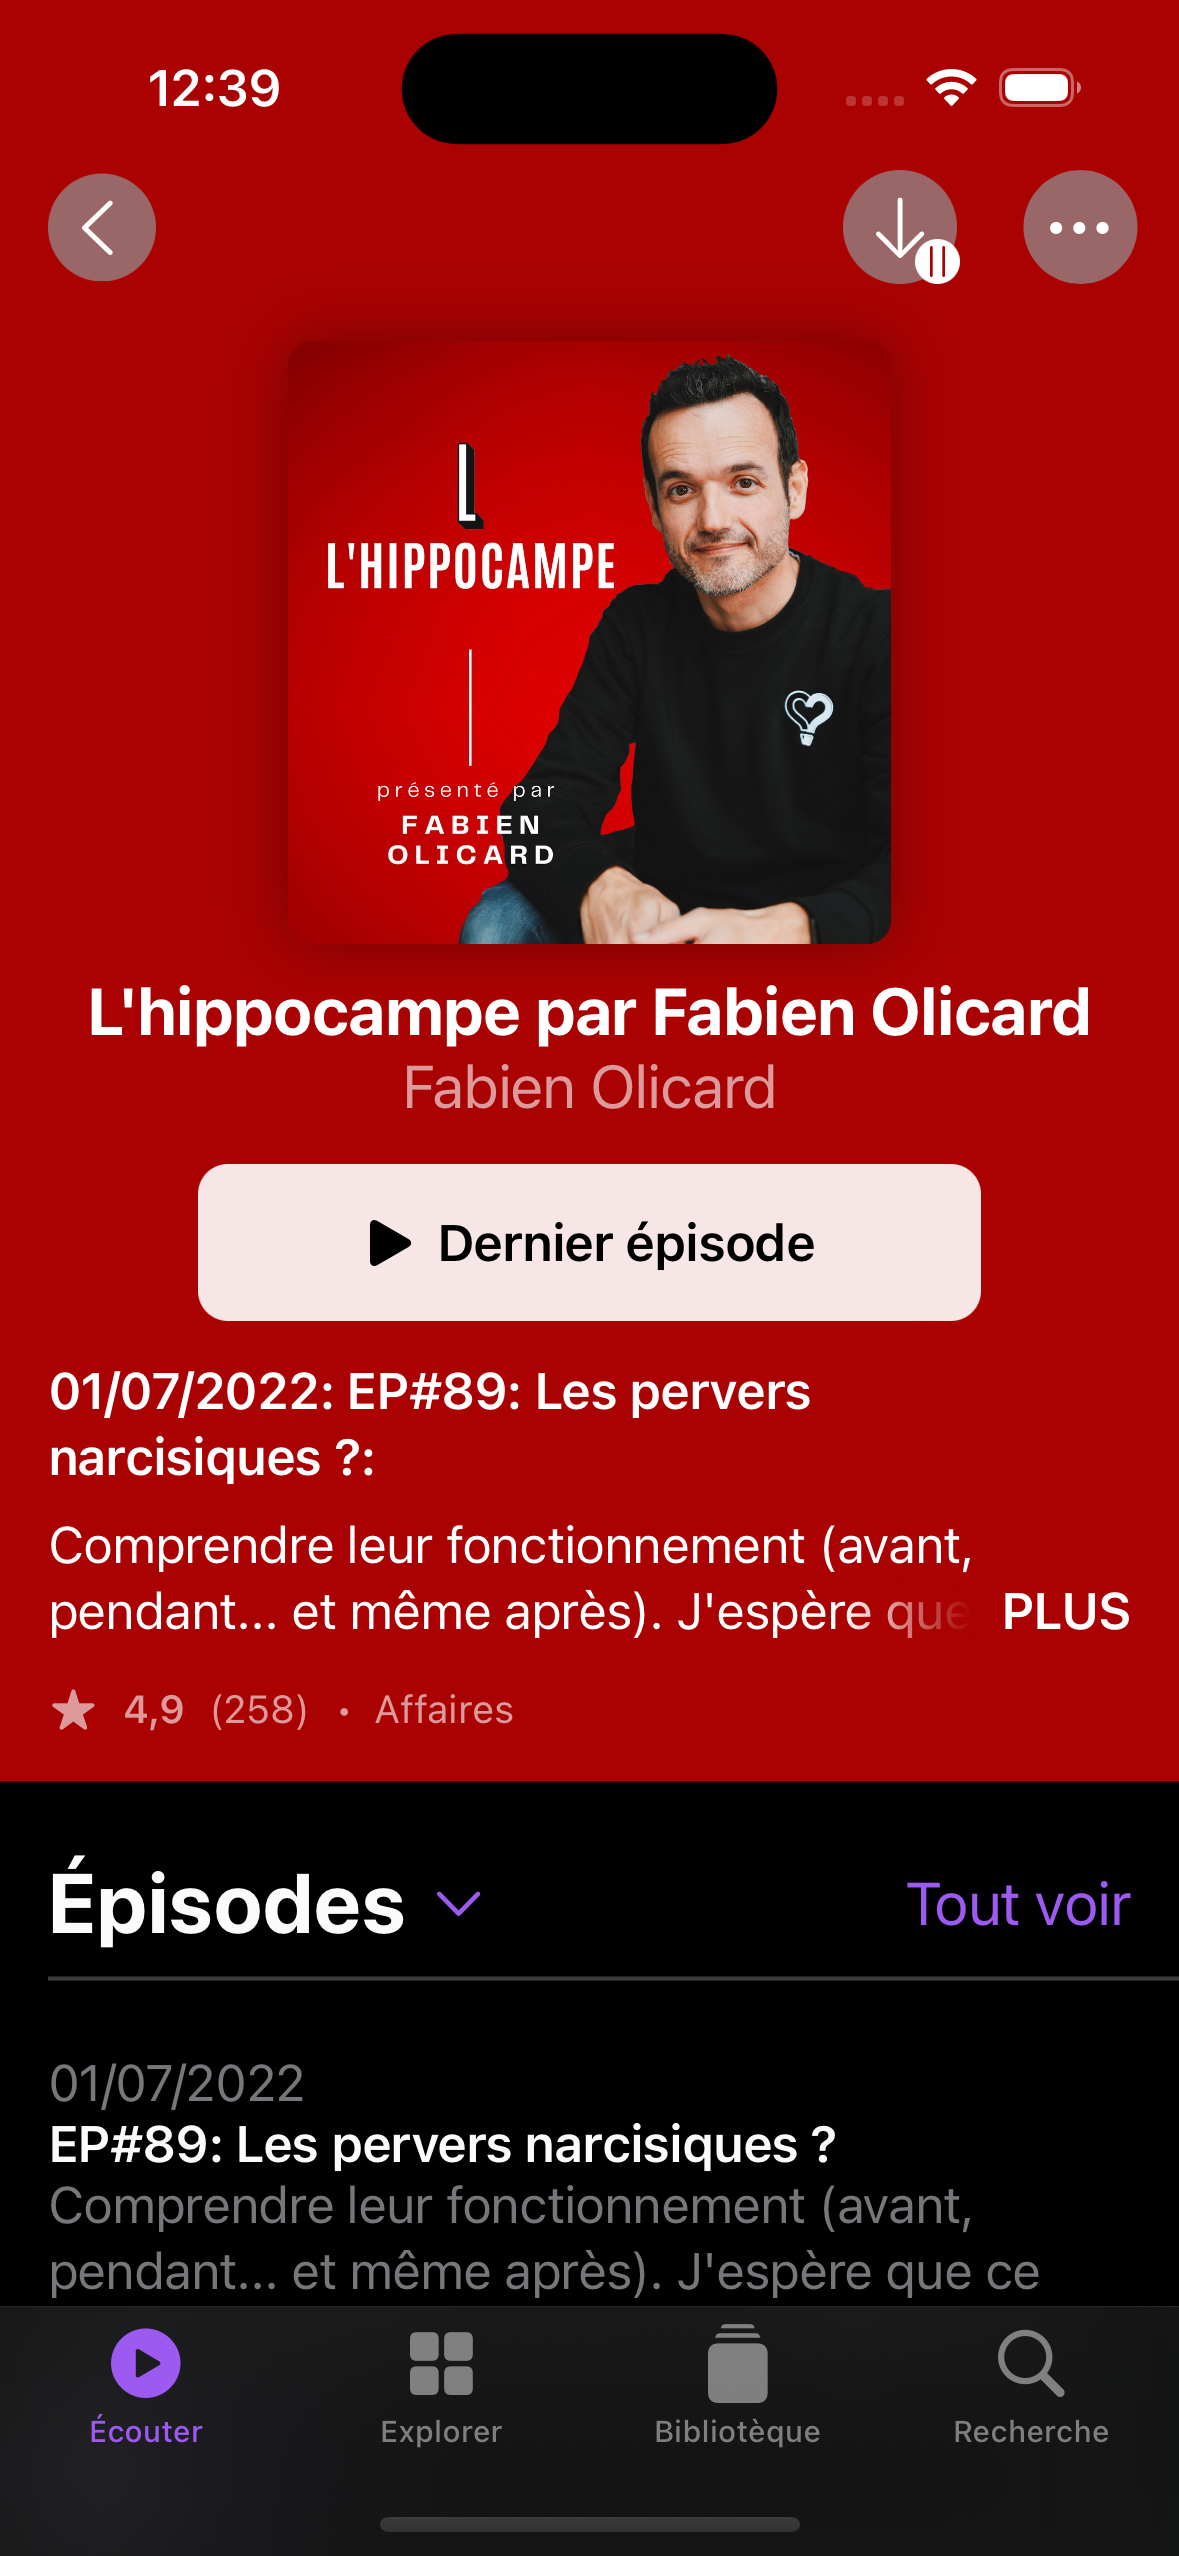 12:39
L
L'HIPPOCAMPE
présenté par
FABIEN
OLICARD
L'hippocampe par Fabien Olicard
Fabien Olicard
Dernier épisode
01/07/2022: EP#89: Les pervers
narcisiques ?:
Comprendre leur fonctionnement (avant,
pendant... et même après). J'espère que PLUS
4,9 (258) • Affaires
Épisodes Tout voir
01/07/2022
EP#89: Les pervers narcisiques ?
Comprendre leur fonctionnement (avant,
pendant... et même après). J'espère que ce
Écouter Explorer Bibliotèque Recherche